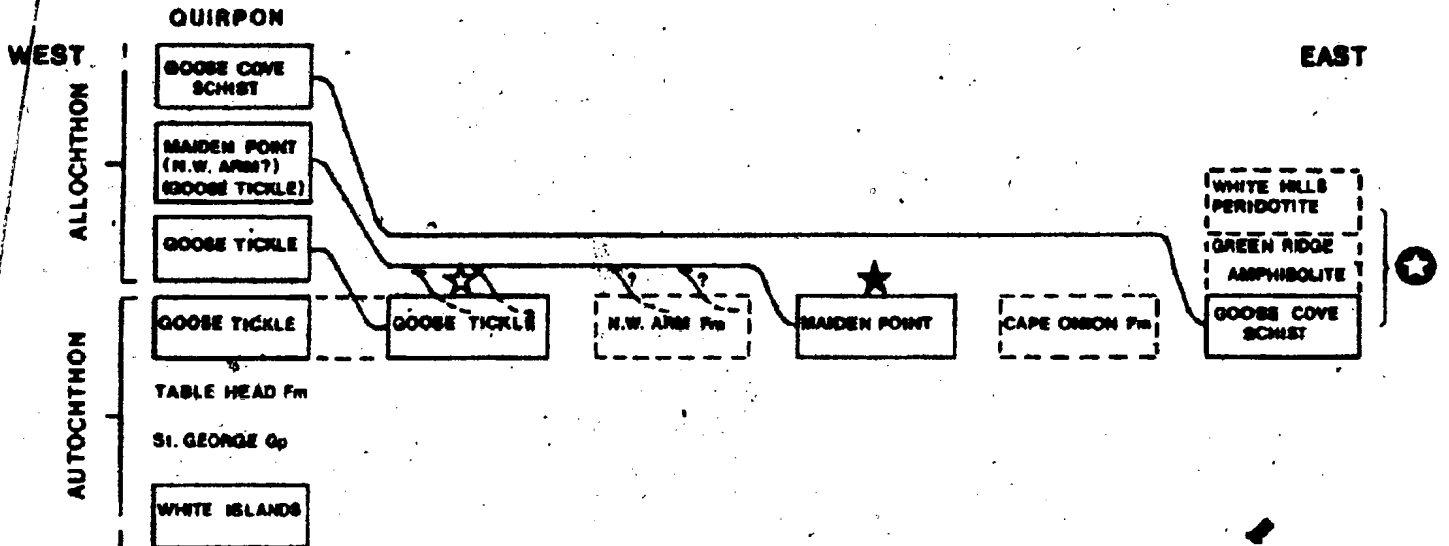 QUIRPON
WEST
EAST
ALLOCHTHON
GOOSE COVE
SCHIST
MAIDEN POINT
(N.W. ARM?)
(GOOSE TICKLE)
GOOSE TICKLE
WHITE HILLS
PERIDOTITE
GREEN RIDGE
AMPHIBOLITE
? ?
AUTOCHTHON
GOOSE TICKLE
GOOSE TICKLE
?
N.W. ARM Fm
MAIDEN POINT
CAPE ONION Fm
GOOSE COVE
SCHIST
TABLE HEAD Fm
St. GEORGE Gp
WHITE ISLANDS